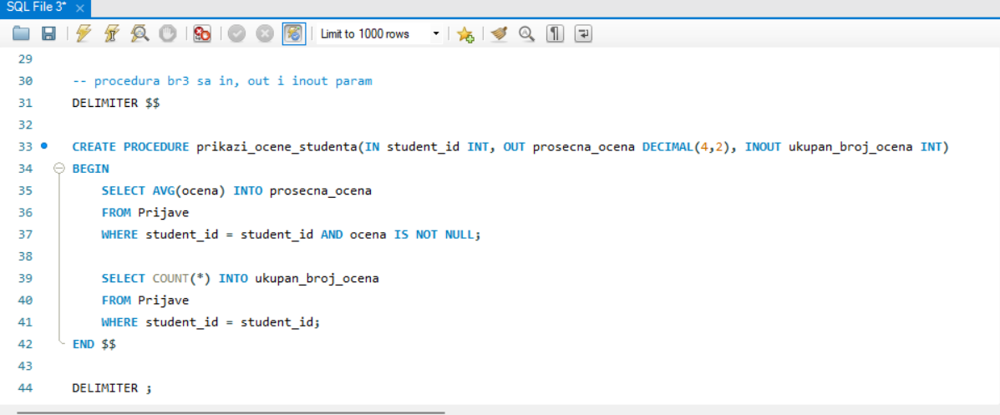 SQL File 3*
Limit to 1000 rows
29
30 -- procedura br3 sa in, out i inout param
31 DELIMITER $$
32
33 CREATE PROCEDURE prikazi_ocene_studenta(IN student_id INT, OUT prosecna_ocena DECIMAL(4,2), INOUT ukupan_broj_ocena INT)
34 BEGIN
35 SELECT AVG(ocena) INTO prosecna_ocena
36 FROM Prijave
37 WHERE student_id = student_id AND ocena IS NOT NULL;
38
39 SELECT COUNT(*) INTO ukupan_broj_ocena
40 FROM Prijave
41 WHERE student_id = student_id;
42 END $$
43
44 DELIMITER ;